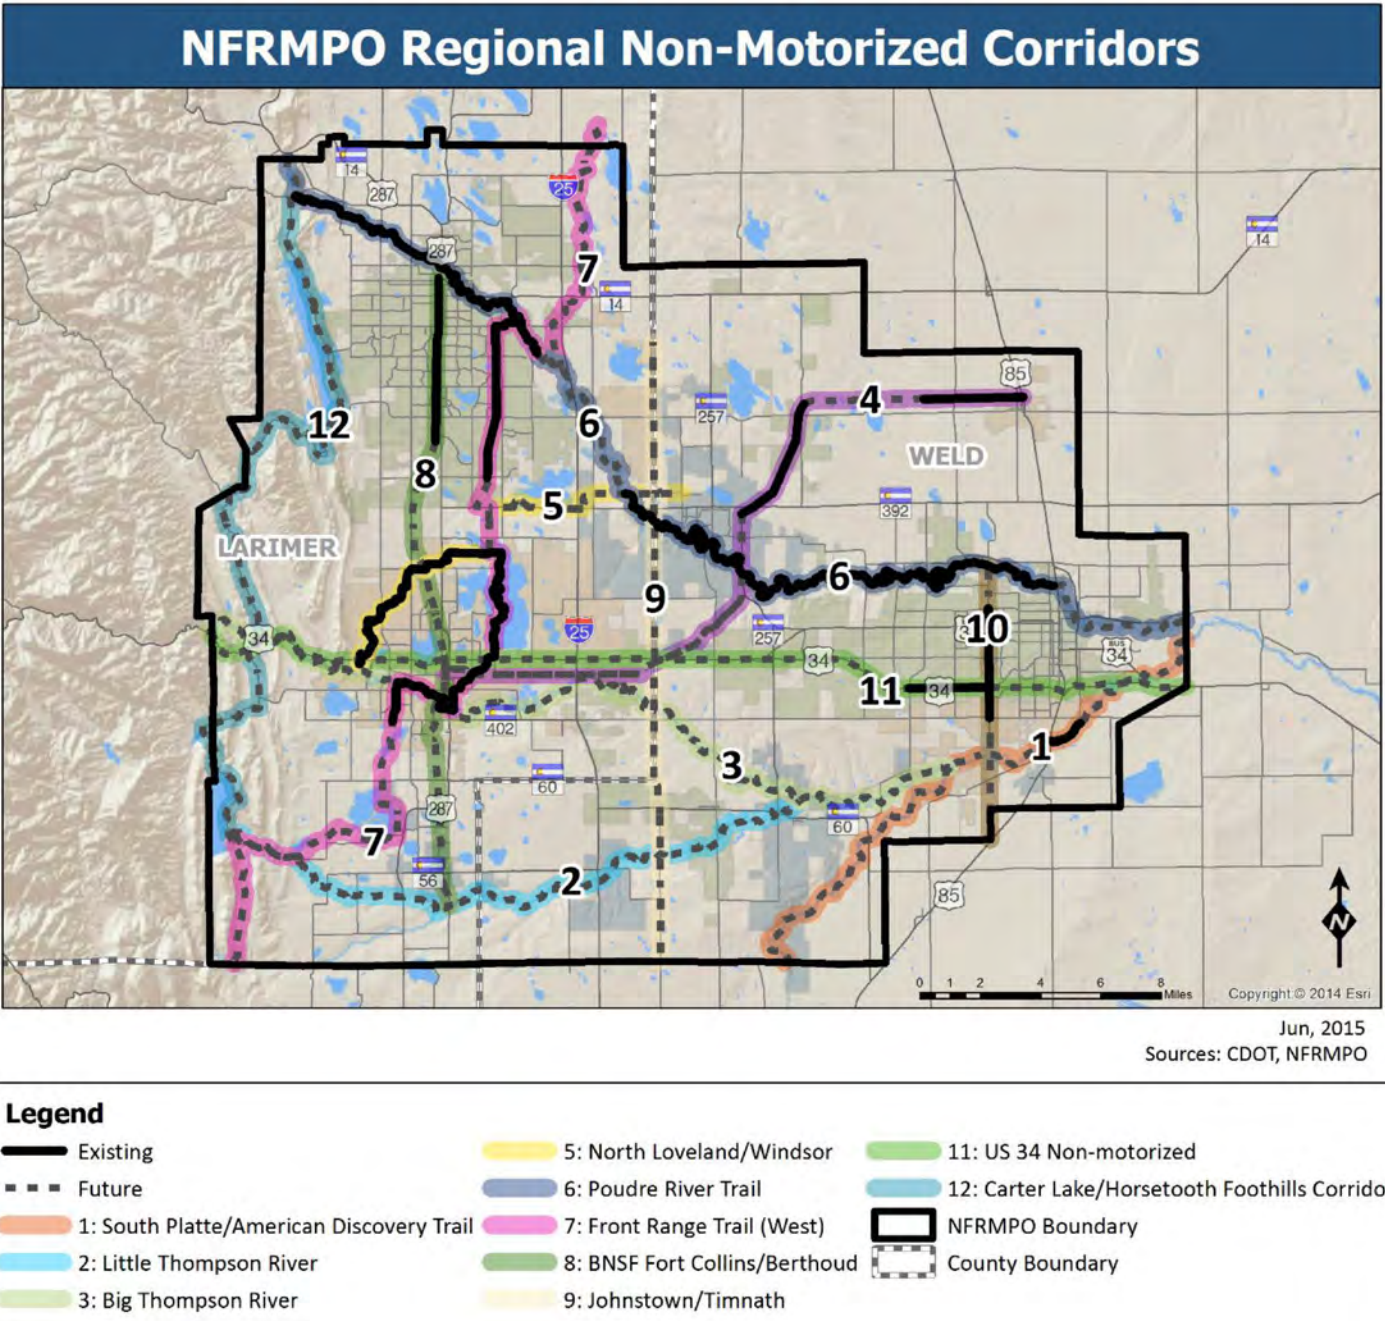 NFRMPO Regional Non-Motorized Corridors
14
287
25
287
7
14
14
85
4
257
6
12
WELD
8
392
5
LARIMER
6
9
10
25
257
34
34
BUS
34
11
34
402
1
3
60
287
60
7
56
2
85
N
0 1 2 4 6 8
Miles
Copyright:© 2014 Esri
Jun, 2015
Sources: CDOT, NFRMPO
Legend
Existing
Future
1: South Platte/American Discovery Trail
2: Little Thompson River
3: Big Thompson River
5: North Loveland/Windsor
6: Poudre River Trail
7: Front Range Trail (West)
8: BNSF Fort Collins/Berthoud
9: Johnstown/Timnath
11: US 34 Non-motorized
12: Carter Lake/Horsetooth Foothills Corrido
NFRMPO Boundary
County Boundary